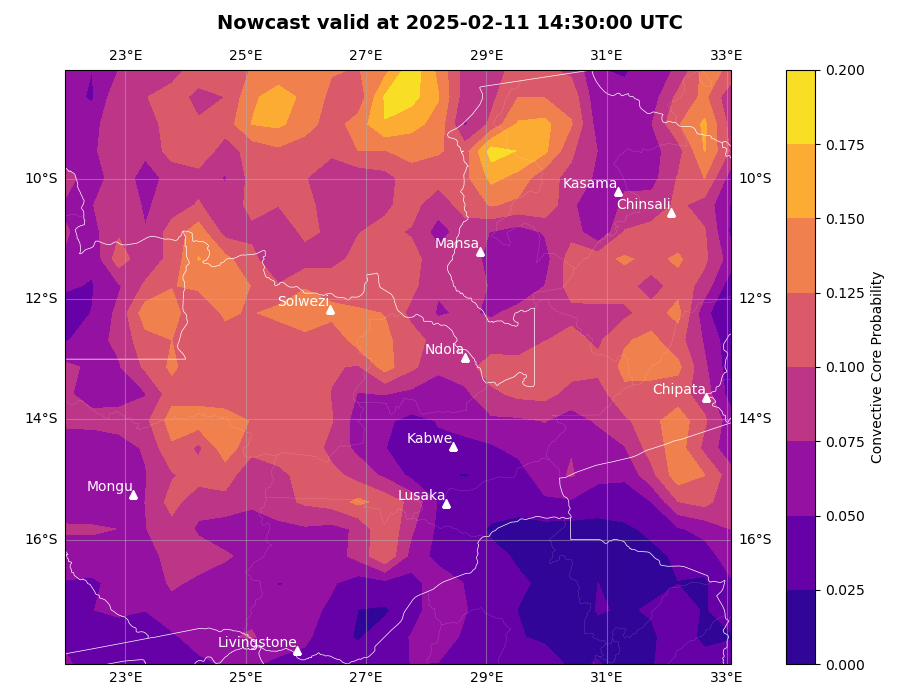 Nowcast valid at 2025-02-11 14:30:00 UTC
23°E 25°E 27°E 29°E 31°E 33°E
0.200
0.175
10°S Kasama 10°S
Chinsali
0.150
Mansa
12°S Solwezi 12°S
0.125
Ndola
0.100
Chipata
14°S 14°S
Kabwe
0.075
Mongu Lusaka
0.050
16°S 16°S
0.025
Livingstone
0.000
23°E 25°E 27°E 29°E 31°E 33°E
Convective Core Probability